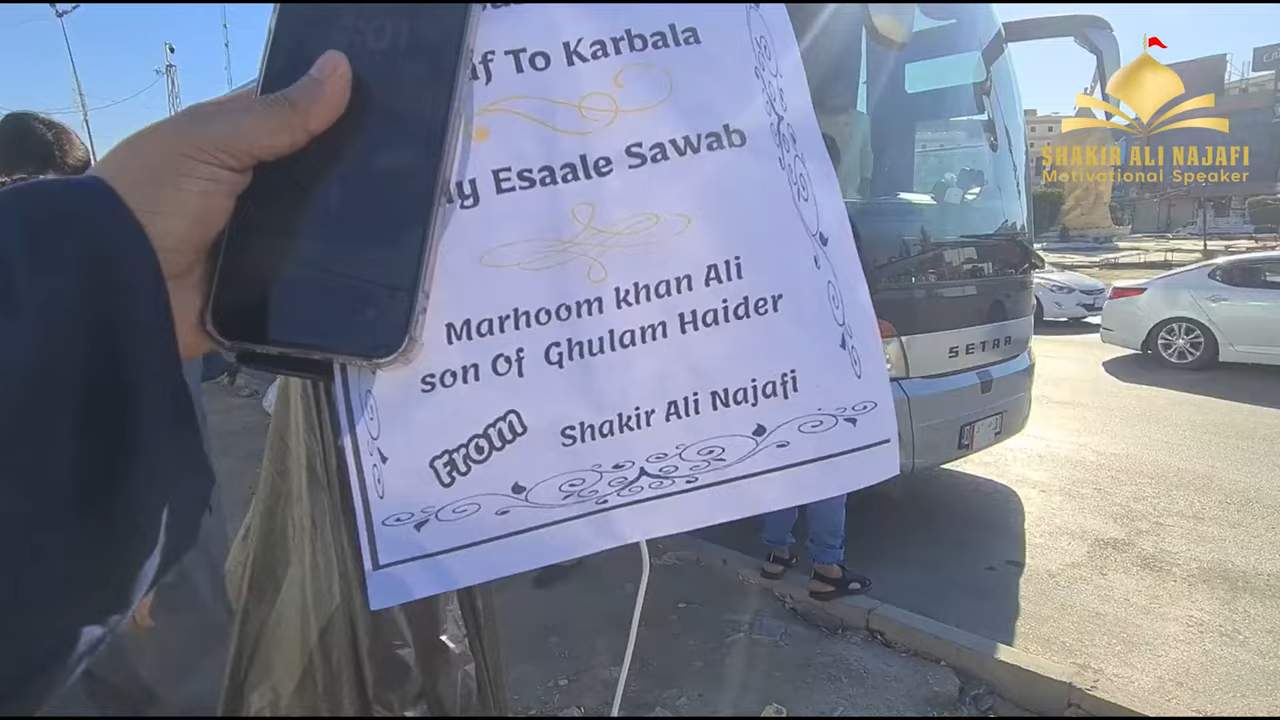 To Karbala
Esaale Sawab
Marhoom khan Ali
son Of Ghulam Haider
From Shakir Ali Najafi
SETRA
SHAKIR ALI NAJAFI
Motivational Speaker